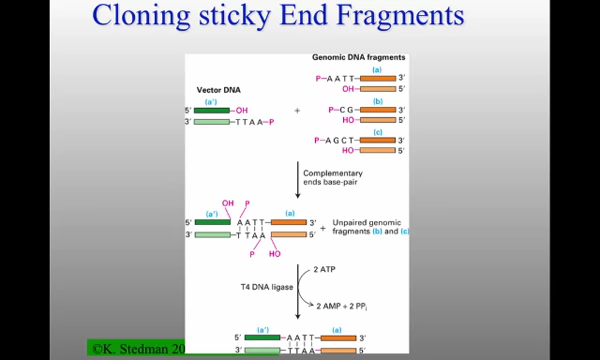 Cloning sticky End Fragments
Genomic DNA fragments
(a)
P–A A T T– 3′
OH– 5′
Vector DNA
(a′)
5′ –OH
3′ –T T A A–P
+
(b)
P–C G– 3′
HO– 5′
(c)
P–A G C T– 3′
HO– 5′
Complementary
ends base-pair
OH P
(a′) (a)
5′ A A T T– 3′
3′ –T T A A 5′
P HO
+ Unpaired genomic
fragments (b) and (c)
2 ATP
T4 DNA ligase
2 AMP + 2 PPi
(a′) (a)
5′ –A A T T– 3′
3′ –T T A A– 5′
©K. Stedman 20